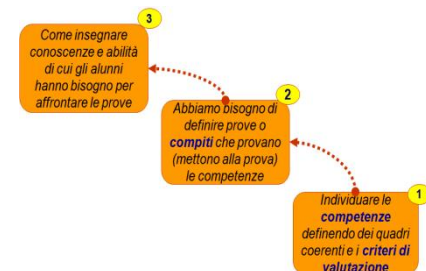 3
Come insegnare
conoscenze e abilità
di cui gli alunni
hanno bisogno per
affrontare le prove
2
Abbiamo bisogno di
definire prove o
compiti che provano
(mettono alla prova)
le competenze
1
Individuare le
competenze
definendo dei quadri
coerenti e i criteri di
valutazione